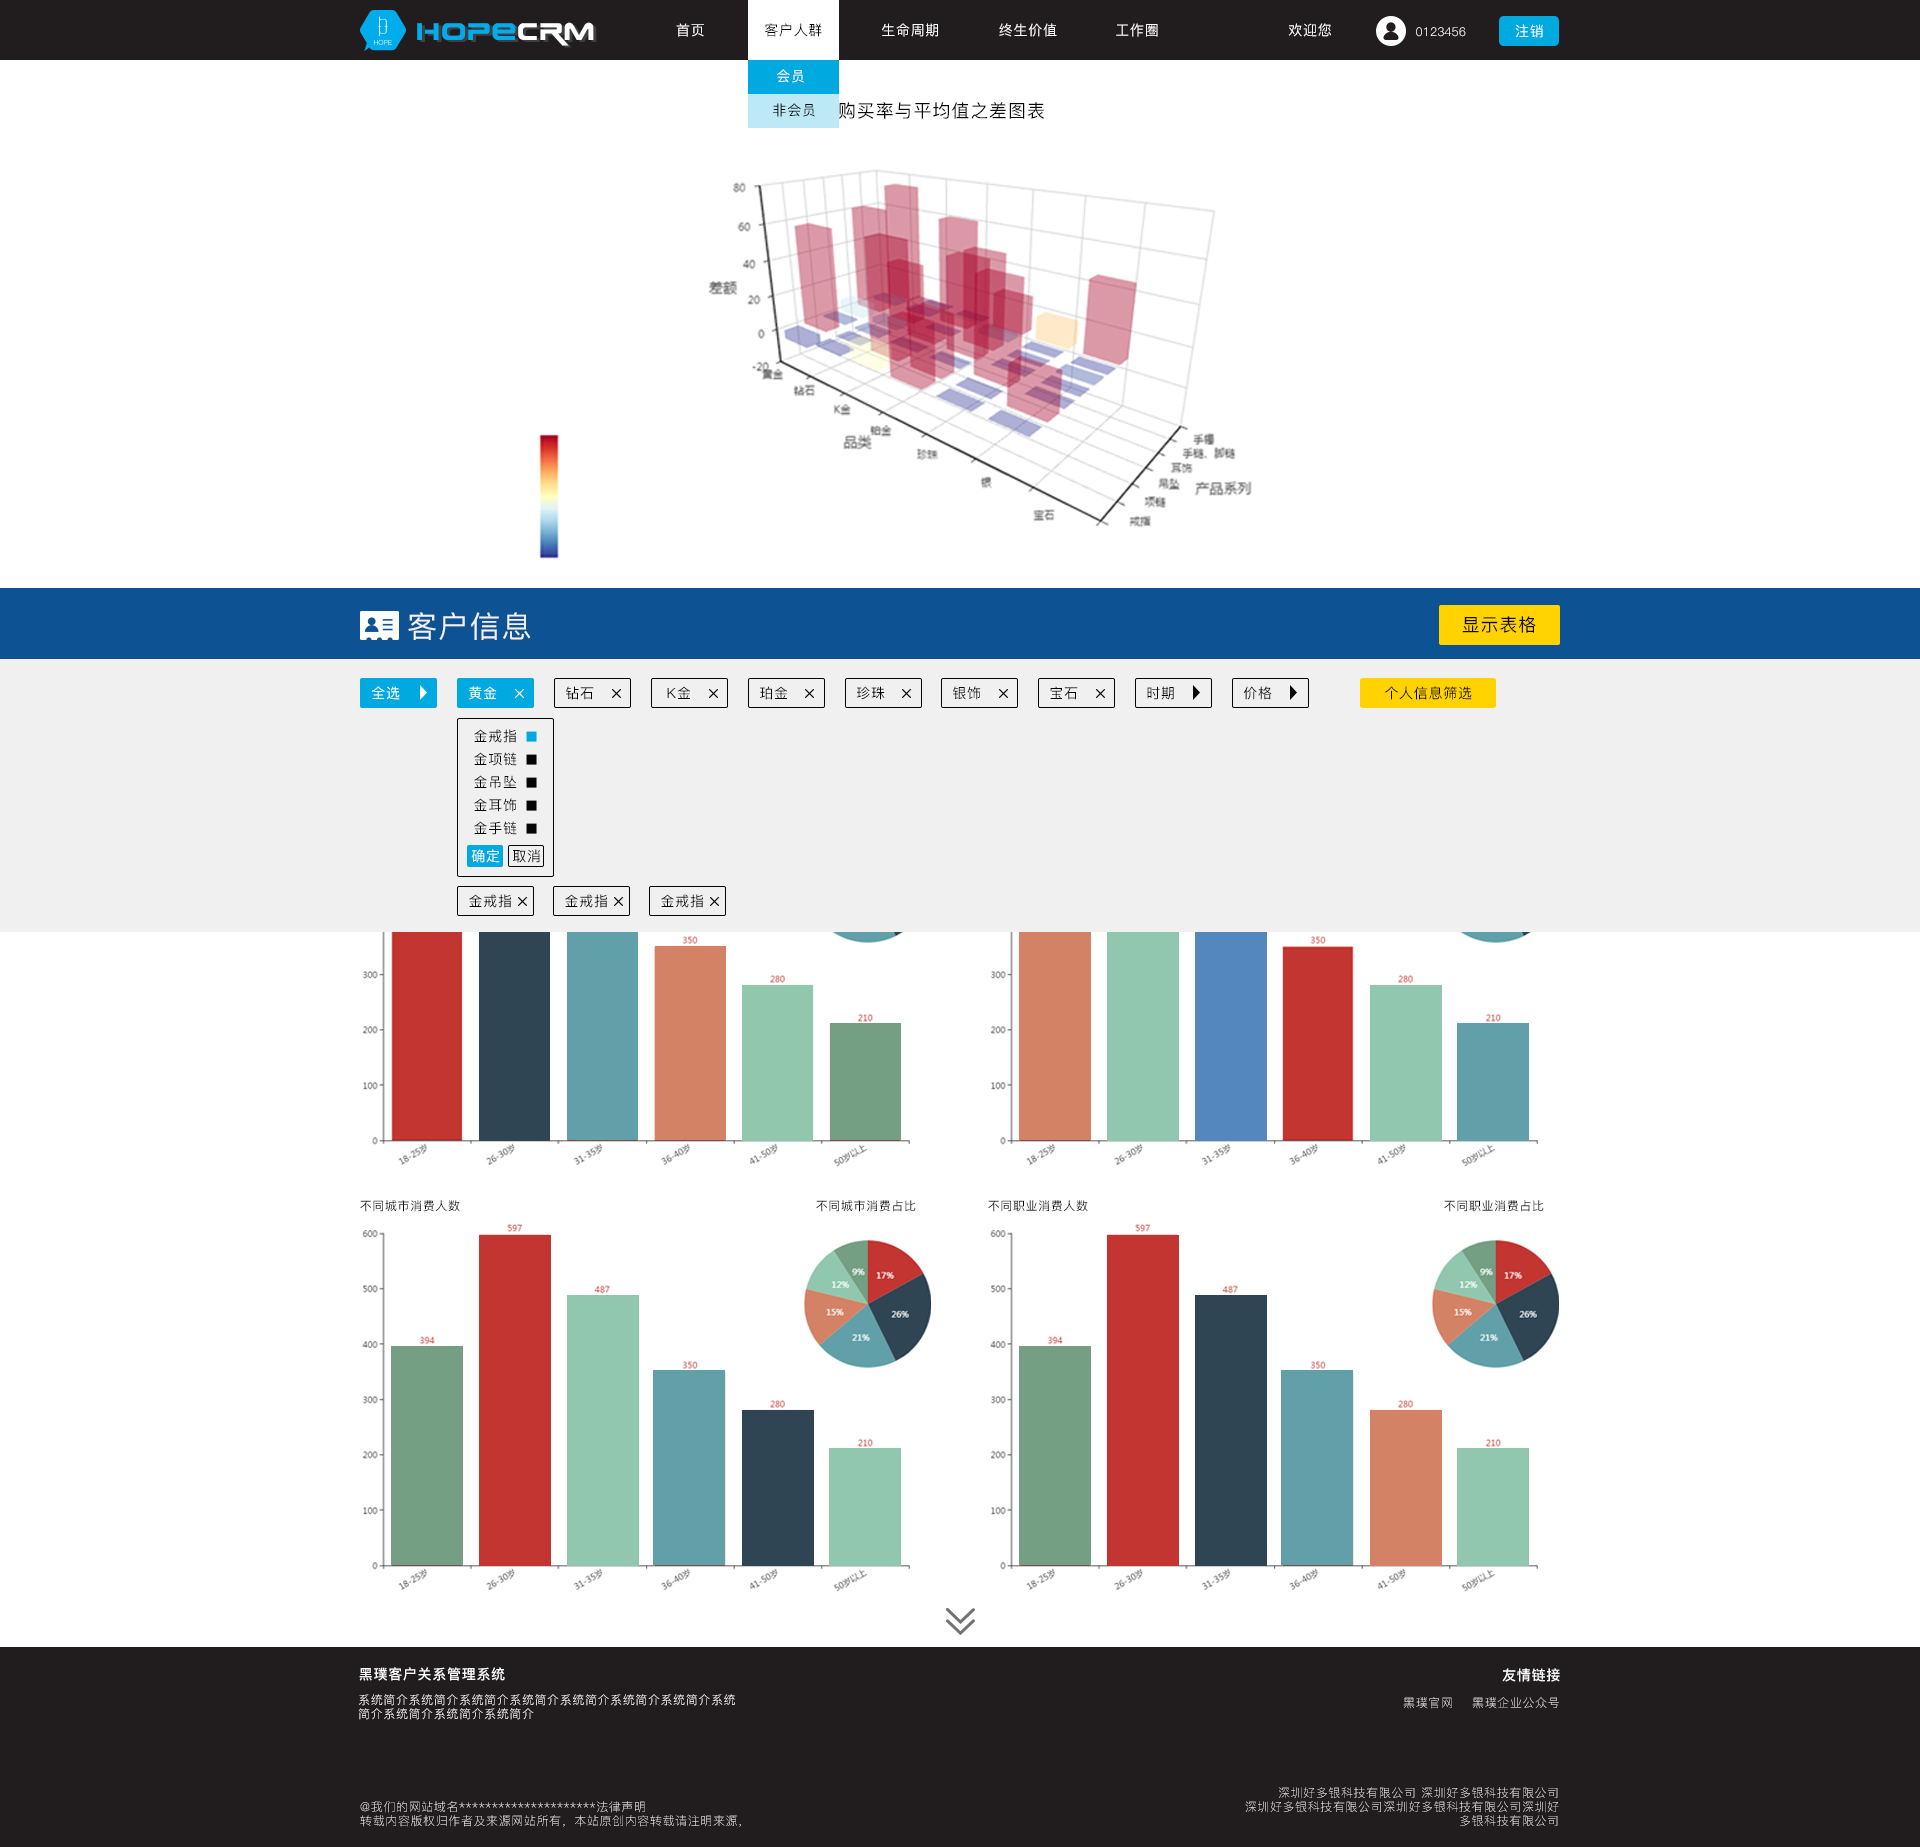 HOPE HOPECRM 首页 客户人群 生命周期 终生价值 工作圈 欢迎您 0123456 注销
会员
非会员 购买率与平均值之差图表
80
60
40
差额 20
0
-20
黄金
钻石
K金
铂金
品类
珍珠
银
宝石
手镯
手链、脚链
耳饰
吊坠
产品系列
项链
戒指
客户信息 显示表格
全选 黄金 × 钻石 × K金 × 珀金 × 珍珠 × 银饰 × 宝石 × 时期 价格 个人信息筛选
金戒指
金项链
金吊坠
金耳饰
金手链
确定 取消
金戒指 × 金戒指 × 金戒指 ×
350 280 210
300
200
100
0
18-25岁 26-30岁 31-35岁 36-40岁 41-50岁 50岁以上
350 280 210
300
200
100
0
18-25岁 26-30岁 31-35岁 36-40岁 41-50岁 50岁以上
不同城市消费人数 不同城市消费占比
600
500
400
300
200
100
0
394 597 487 350 280 210
18-25岁 26-30岁 31-35岁 36-40岁 41-50岁 50岁以上
17% 26% 21% 15% 12% 9%
不同职业消费人数 不同职业消费占比
600
500
400
300
200
100
0
394 597 487 350 280 210
18-25岁 26-30岁 31-35岁 36-40岁 41-50岁 50岁以上
17% 26% 21% 15% 12% 9%
黑璞客户关系管理系统
系统简介系统简介系统简介系统简介系统简介系统简介系统简介系统
简介系统简介系统简介系统简介
友情链接
黑璞官网 黑璞企业公众号
@我们的网站域名*********************法律声明
转载内容版权归作者及来源网站所有，本站原创内容转载请注明来源，
深圳好多银科技有限公司 深圳好多银科技有限公司
深圳好多银科技有限公司深圳好多银科技有限公司深圳好
多银科技有限公司